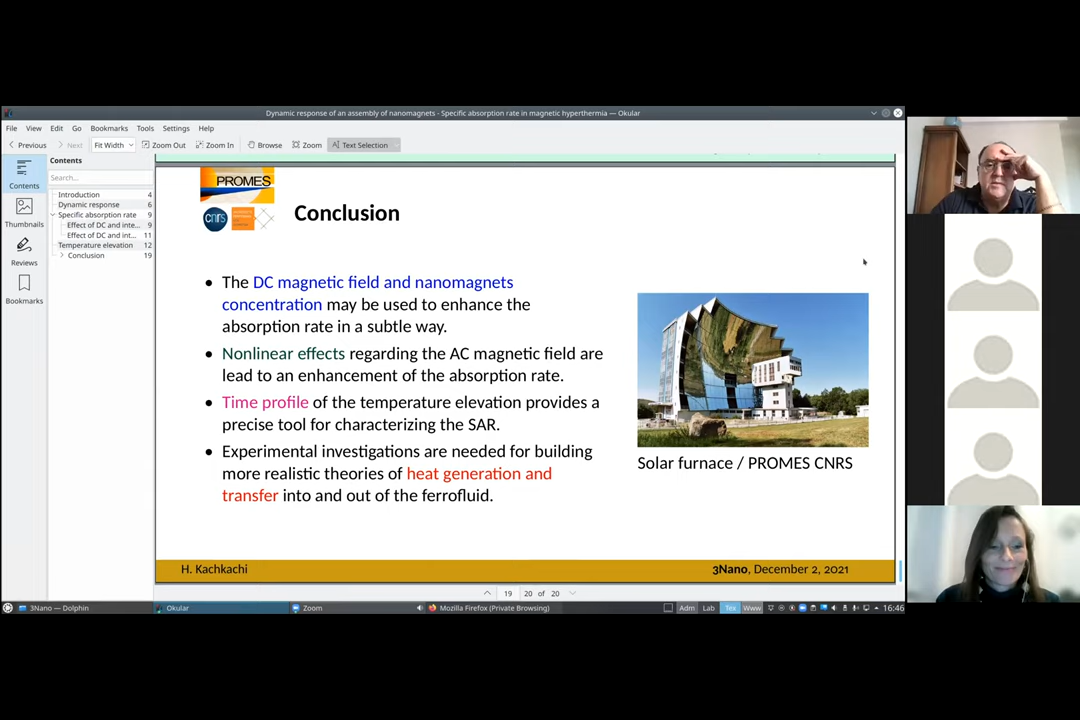 Dynamic response of an assembly of nanomagnets - Specific absorption rate in magnetic hyperthermia — Okular
File View Edit Go Bookmarks Tools Settings Help
Previous Next Fit Width Zoom Out Zoom In Browse Zoom Text Selection
Contents
Contents
Search...
Introduction 4
Dynamic response 6
Specific absorption rate 9
Effect of DC and inte... 9
Effect of DC and int... 11
Temperature elevation 12
Conclusion 19
Thumbnails
Reviews
Bookmarks
PROMES
cnrs
Conclusion
• The DC magnetic field and nanomagnets
concentration may be used to enhance the
absorption rate in a subtle way.
• Nonlinear effects regarding the AC magnetic field are
lead to an enhancement of the absorption rate.
• Time profile of the temperature elevation provides a
precise tool for characterizing the SAR.
• Experimental investigations are needed for building
more realistic theories of heat generation and
transfer into and out of the ferrofluid.
Solar furnace / PROMES CNRS
H. Kachkachi
3Nano, December 2, 2021
19 20 of 20
3Nano — Dolphin Okular Zoom Mozilla Firefox (Private Browsing) Adm Lab Tex Www 16:46